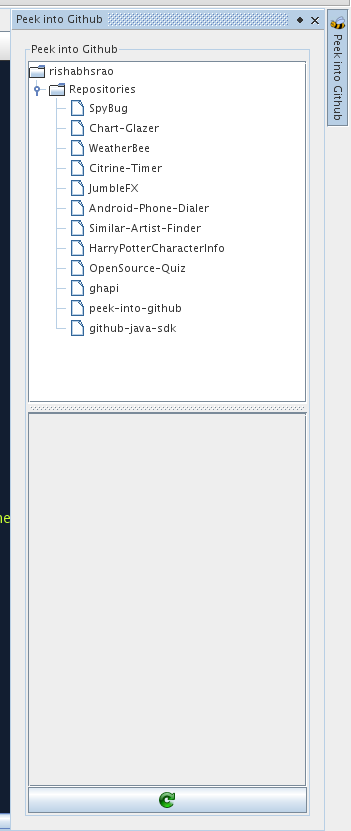 Peek into Github
Peek into Github
Peek into Github
rishabhsrao
Repositories
SpyBug
Chart-Glazer
WeatherBee
Citrine-Timer
JumbleFX
Android-Phone-Dialer
Similar-Artist-Finder
HarryPotterCharacterInfo
OpenSource-Quiz
ghapi
peek-into-github
github-java-sdk